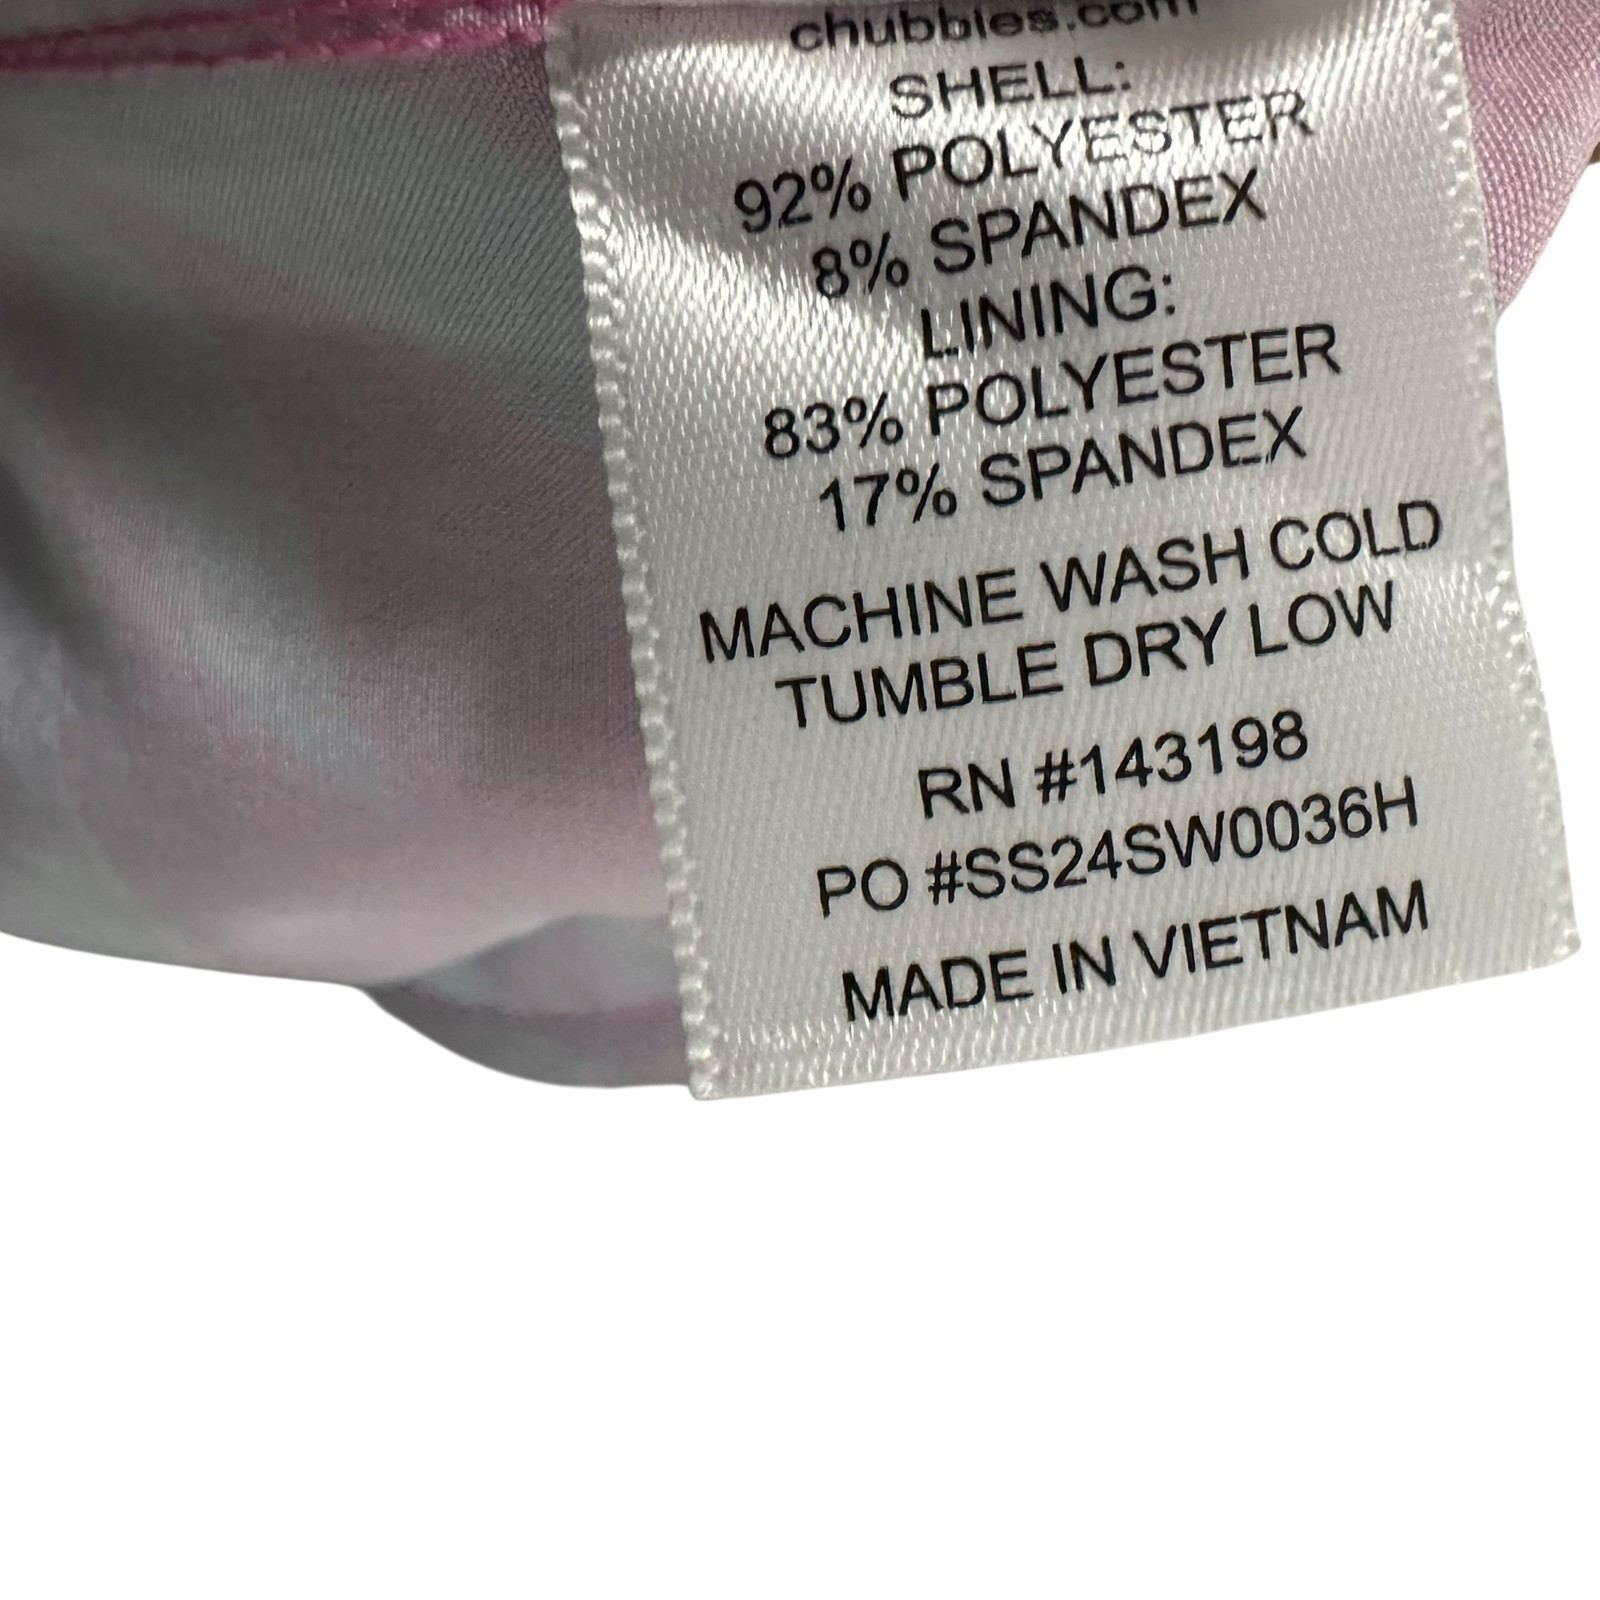 chubbies.com
SHELL:
92% POLYESTER
8% SPANDEX
LINING:
83% POLYESTER
17% SPANDEX
MACHINE WASH COLD
TUMBLE DRY LOW
RN #143198
PO #SS24SW0036H
MADE IN VIETNAM